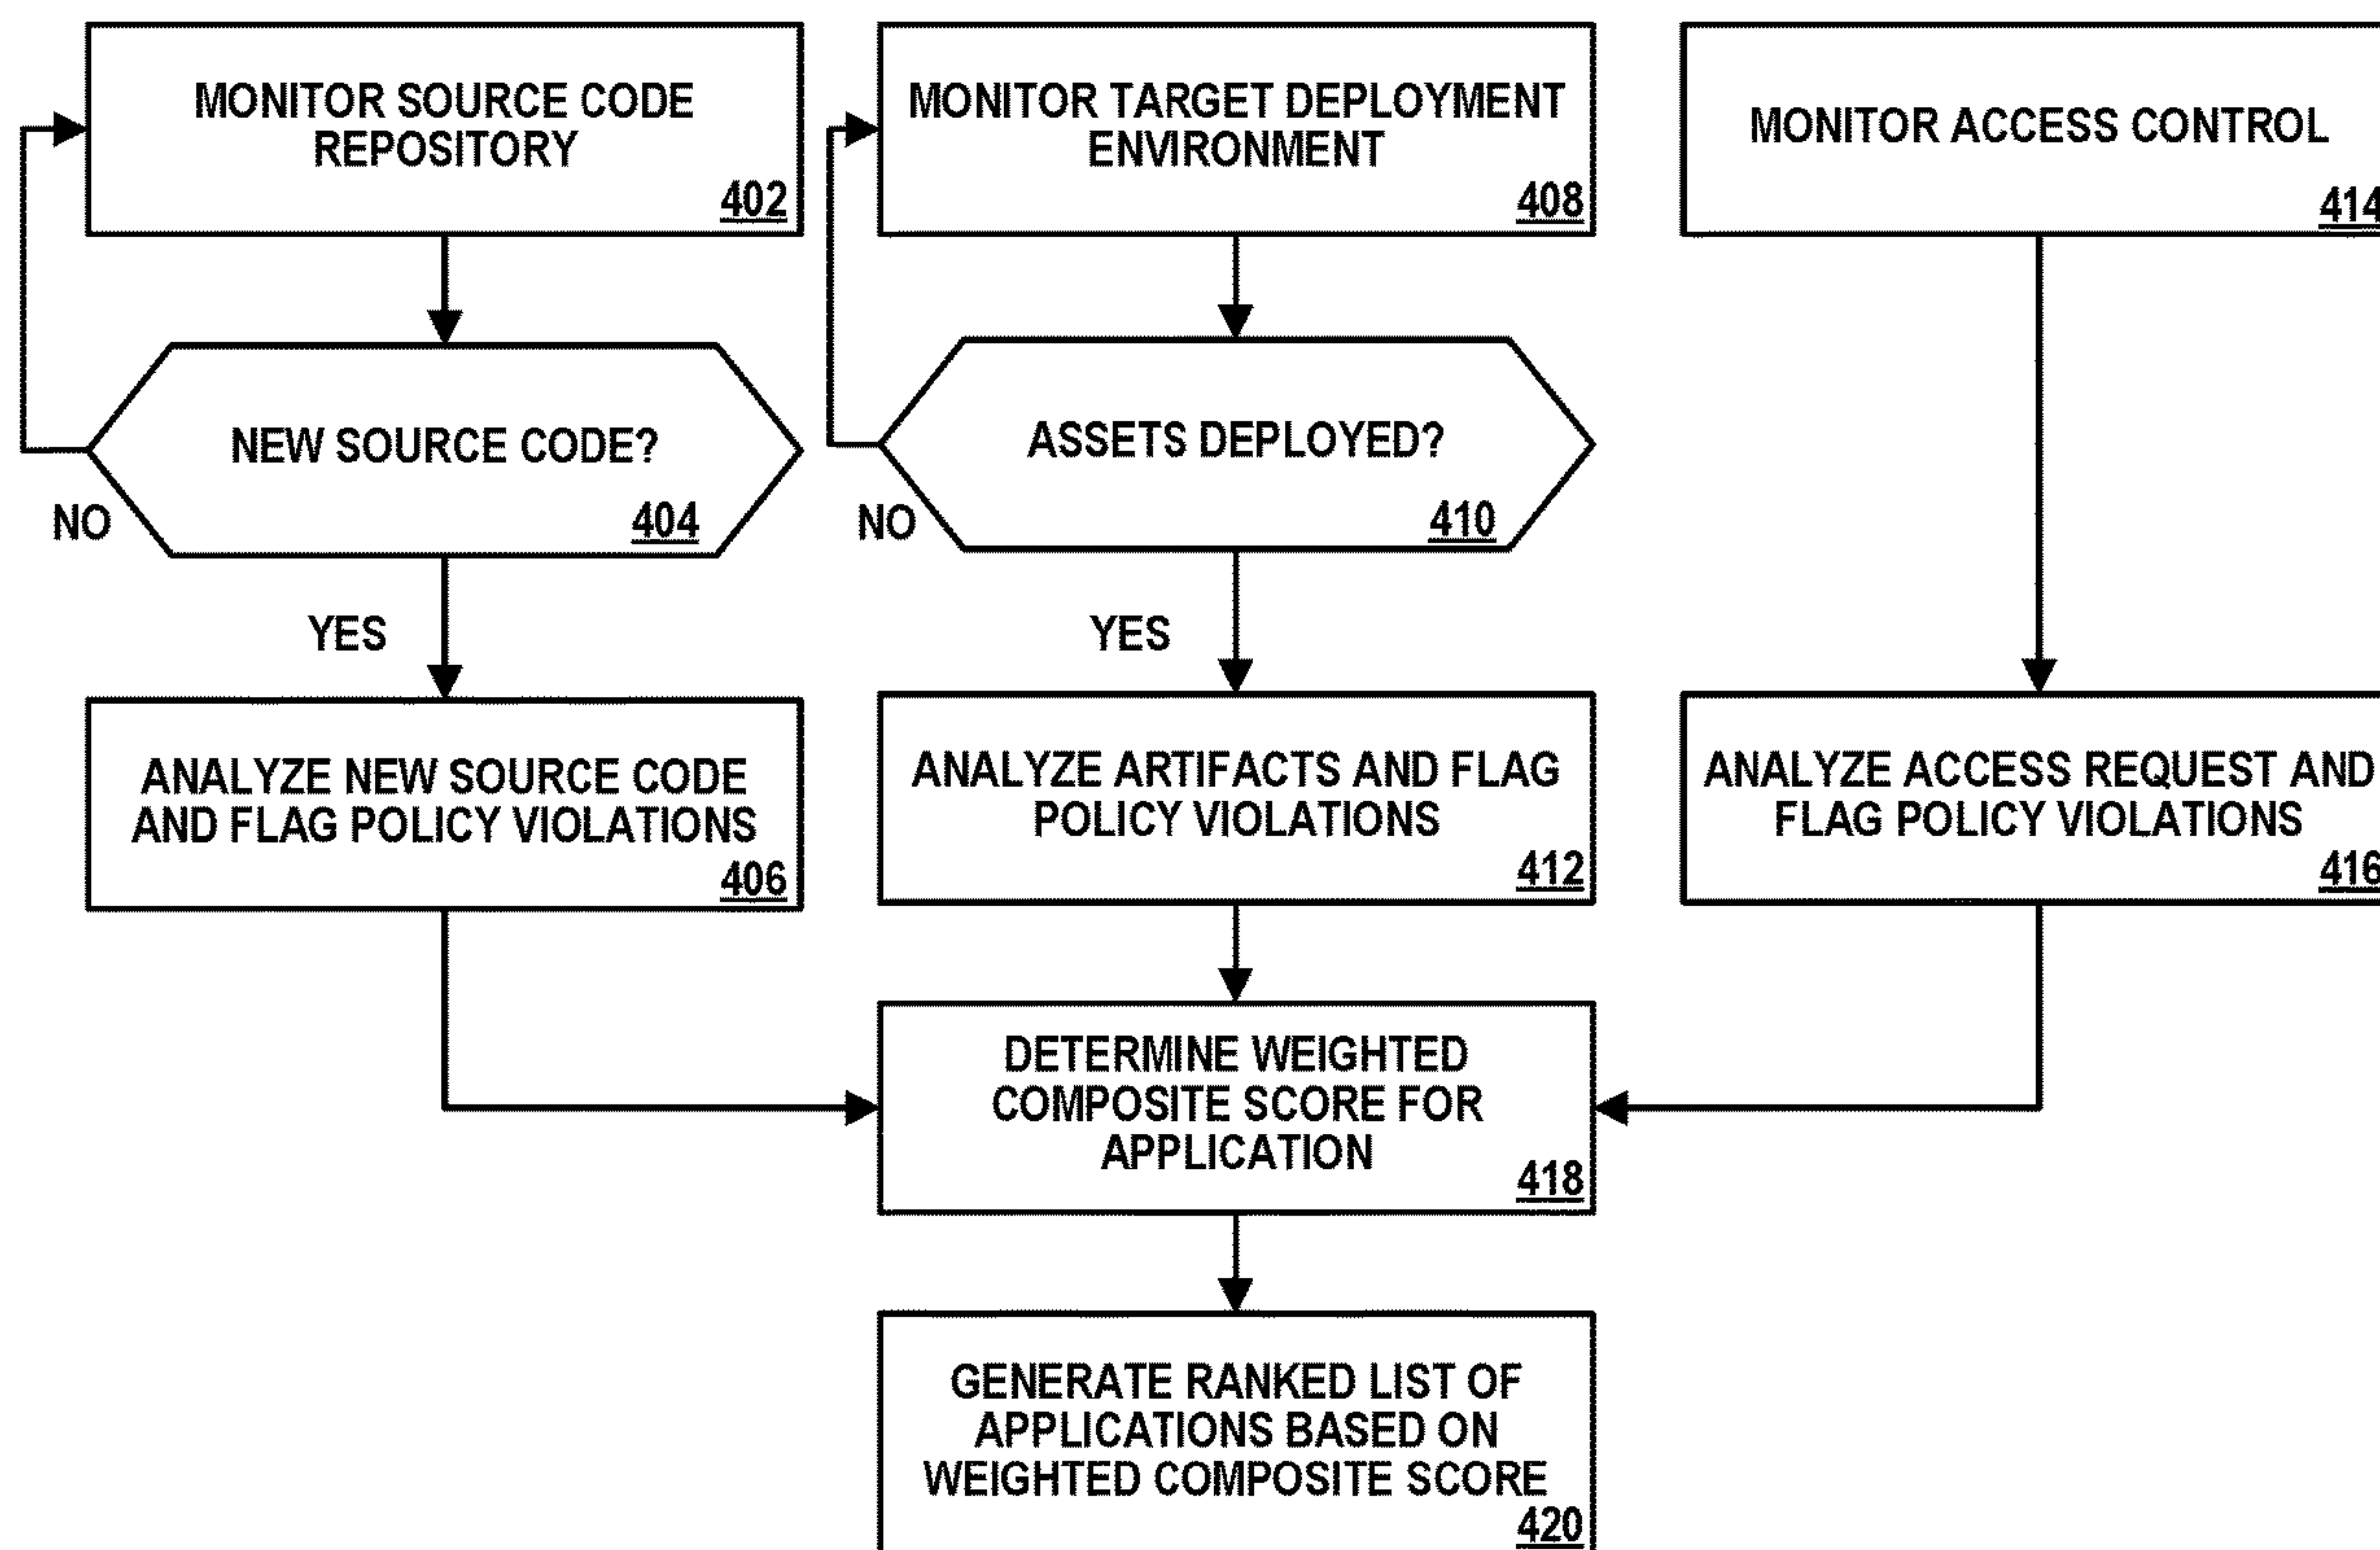 MONITOR SOURCE CODE
REPOSITORY
402
MONITOR TARGET DEPLOYMENT
ENVIRONMENT
408
MONITOR ACCESS CONTROL
414
NEW SOURCE CODE?
404
NO
YES
ASSETS DEPLOYED?
410
NO
YES
ANALYZE NEW SOURCE CODE
AND FLAG POLICY VIOLATIONS
406
ANALYZE ARTIFACTS AND FLAG
POLICY VIOLATIONS
412
ANALYZE ACCESS REQUEST AND
FLAG POLICY VIOLATIONS
416
DETERMINE WEIGHTED
COMPOSITE SCORE FOR
APPLICATION
418
GENERATE RANKED LIST OF
APPLICATIONS BASED ON
WEIGHTED COMPOSITE SCORE
420